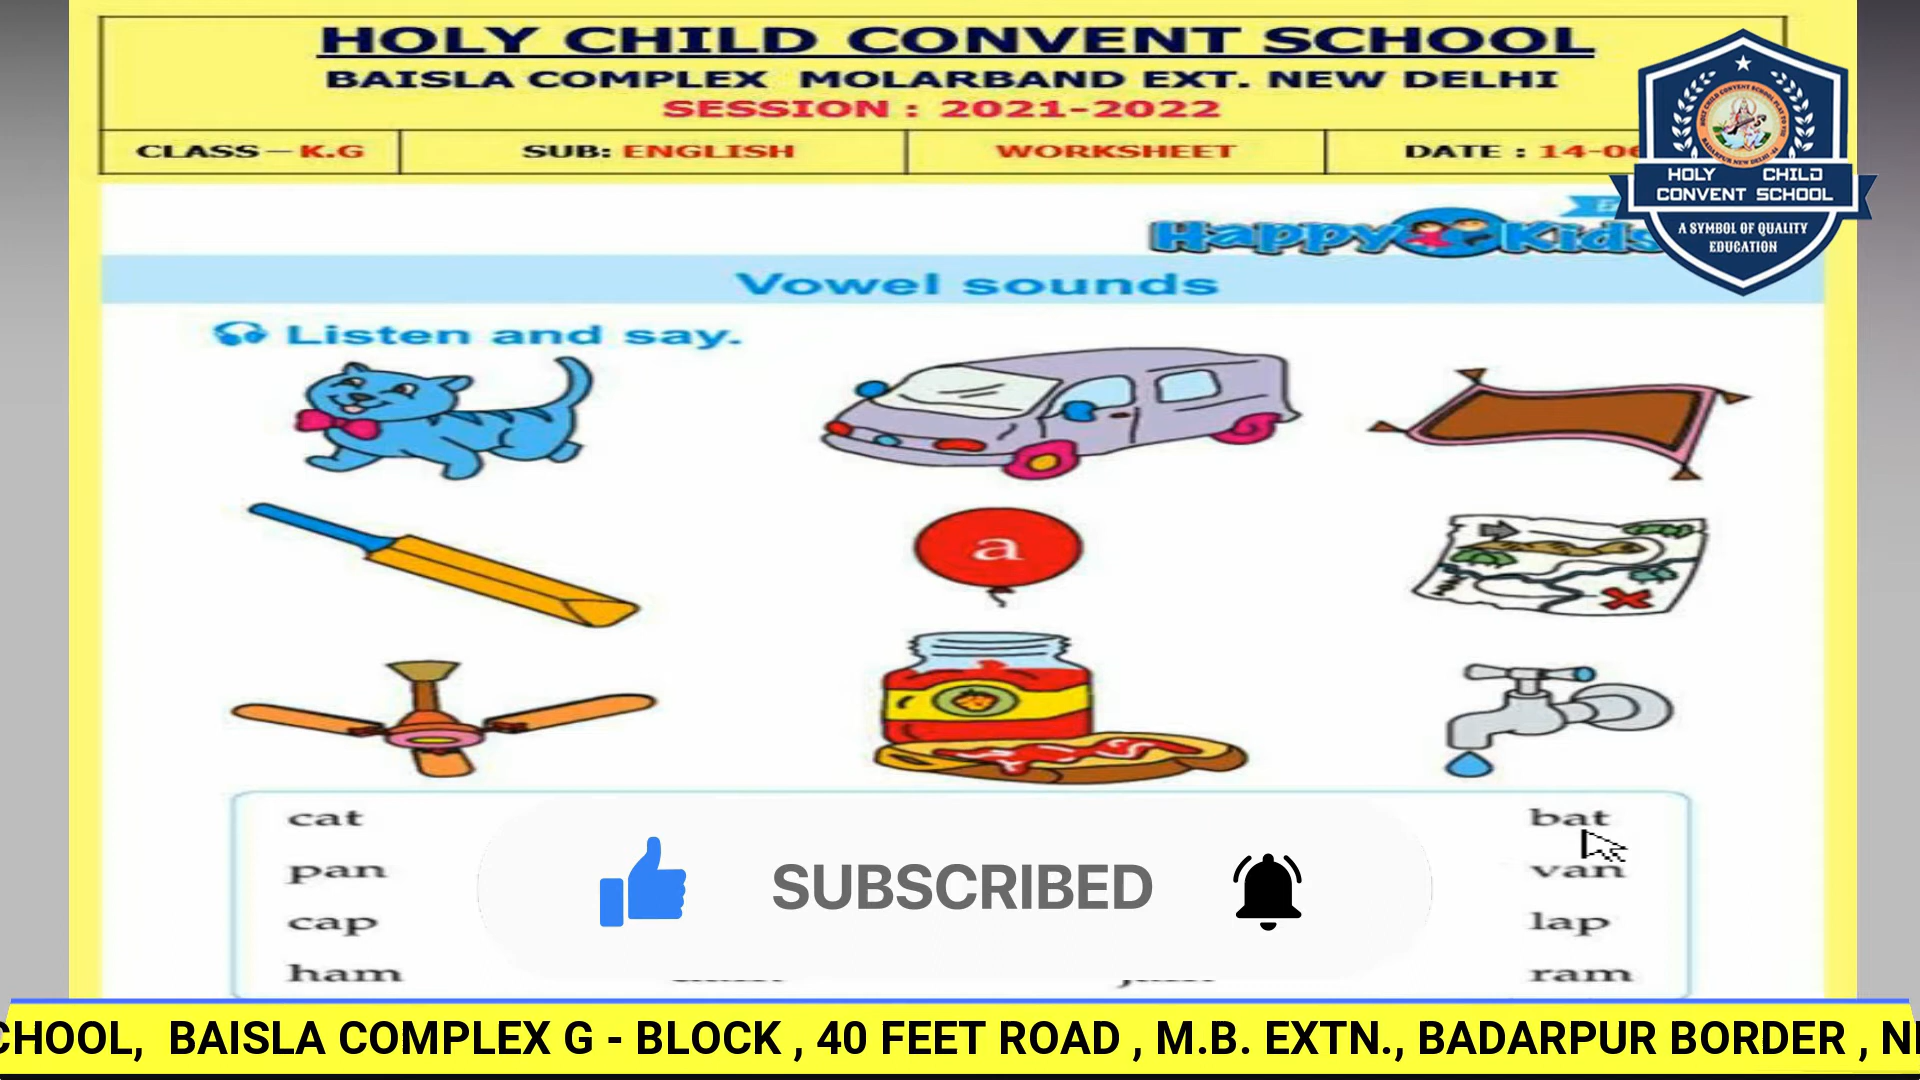 HOLY CHILD CONVENT SCHOOL
BAISLA COMPLEX MOLARBAND EXT. NEW DELHI
SESSION : 2021-2022
CLASS – K.G SUB: ENGLISH WORKSHEET DATE : 14-0
HOLY CHILD
CONVENT SCHOOL
A SYMBOL OF QUALITY
EDUCATION
Happy Kids
Vowel sounds
Listen and say.
a
cat bat
pan van
SUBSCRIBED
cap lap
ham ram
CHOOL, BAISLA COMPLEX G - BLOCK , 40 FEET ROAD , M.B. EXTN., BADARPUR BORDER ,